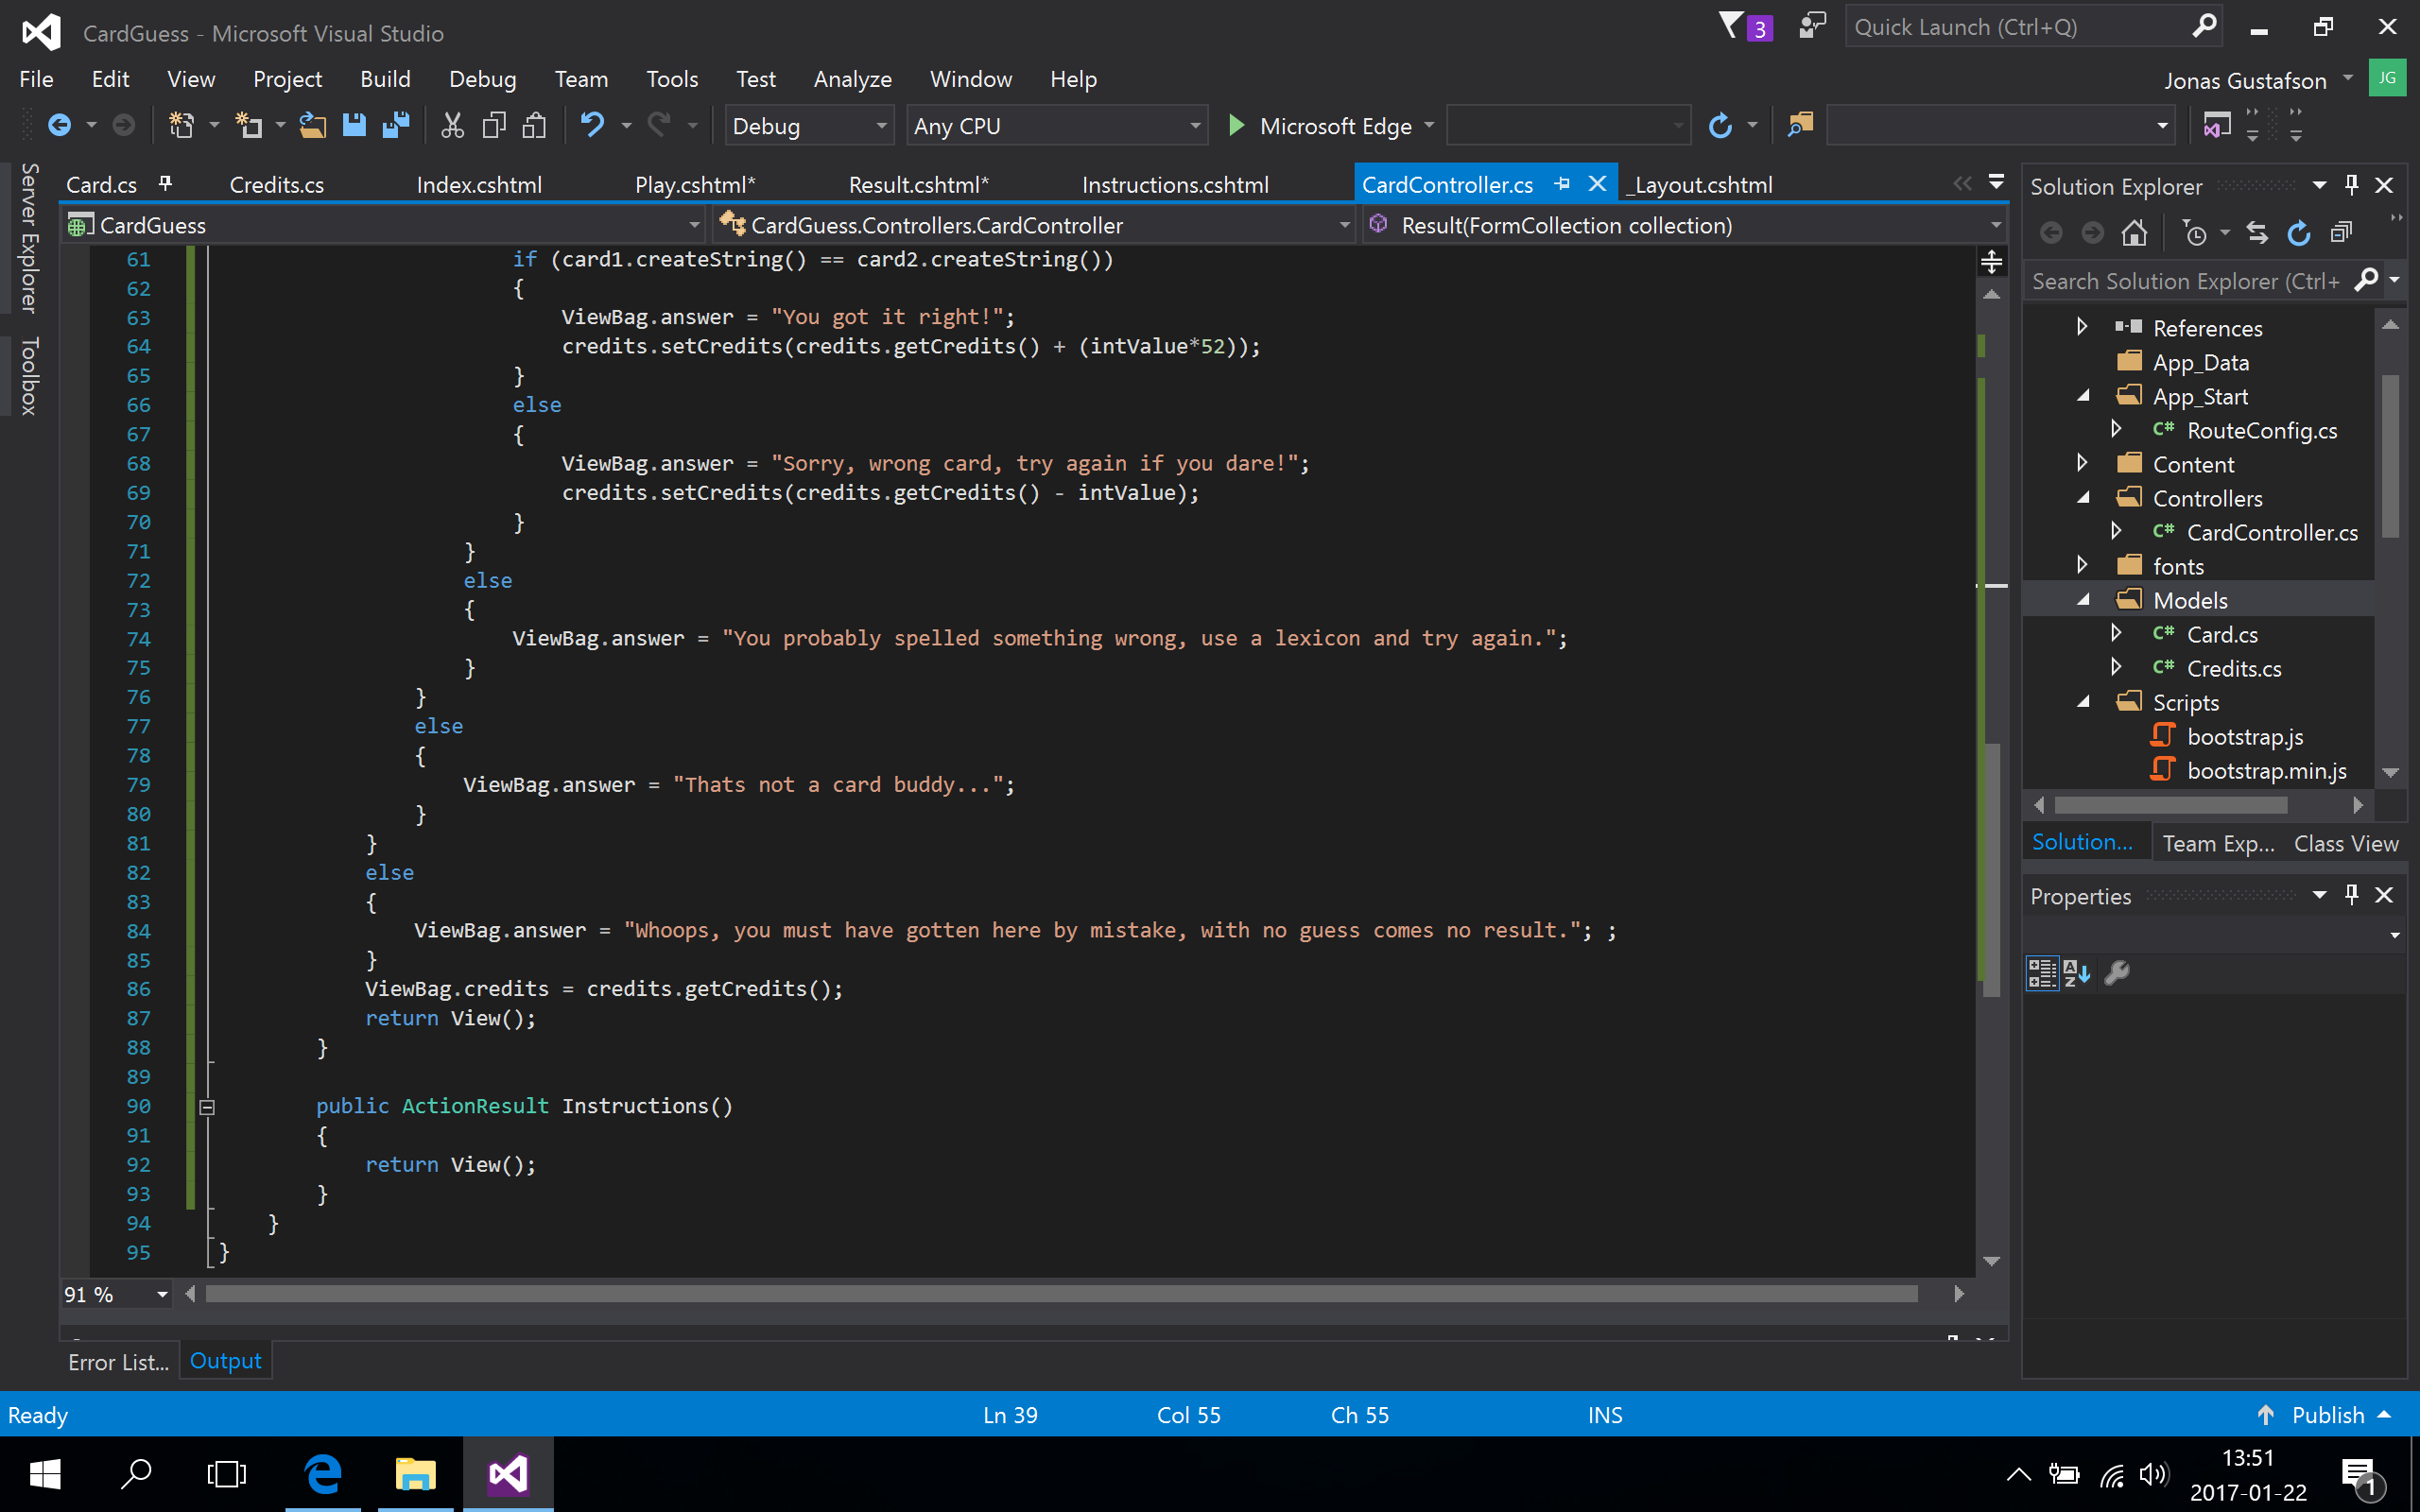 CardGuess - Microsoft Visual Studio
3
Quick Launch (Ctrl+Q)
File Edit View Project Build Debug Team Tools Test Analyze Window Help
Jonas Gustafson JG
Debug Any CPU Microsoft Edge
Server Explorer
Toolbox
Card.cs Credits.cs Index.cshtml Play.cshtml* Result.cshtml* Instructions.cshtml CardController.cs _Layout.cshtml
CardGuess CardGuess.Controllers.CardController Result(FormCollection collection)
61 if (card1.createString() == card2.createString())
62 {
63 ViewBag.answer = "You got it right!";
64 credits.setCredits(credits.getCredits() + (intValue*52));
65 }
66 else
67 {
68 ViewBag.answer = "Sorry, wrong card, try again if you dare!";
69 credits.setCredits(credits.getCredits() - intValue);
70 }
71 }
72 else
73 {
74 ViewBag.answer = "You probably spelled something wrong, use a lexicon and try again.";
75 }
76 }
77 else
78 {
79 ViewBag.answer = "Thats not a card buddy...";
80 }
81 }
82 else
83 {
84 ViewBag.answer = "Whoops, you must have gotten here by mistake, with no guess comes no result."; ;
85 }
86 ViewBag.credits = credits.getCredits();
87 return View();
88 }
89
90 public ActionResult Instructions()
91 {
92 return View();
93 }
94 }
95 }
91 %
Error List... Output
Solution Explorer
Search Solution Explorer (Ctrl+
References
App_Data
App_Start
C# RouteConfig.cs
Content
Controllers
C# CardController.cs
fonts
Models
C# Card.cs
C# Credits.cs
Scripts
bootstrap.js
bootstrap.min.js
Solution... Team Exp... Class View
Properties
Ready Ln 39 Col 55 Ch 55 INS Publish
13:51
2017-01-22
1